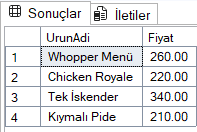 Sonuçlar İletiler
UrunAdi Fiyat
1 Whopper Menü 260.00
2 Chicken Royale 220.00
3 Tek İskender 340.00
4 Kıymalı Pide 210.00